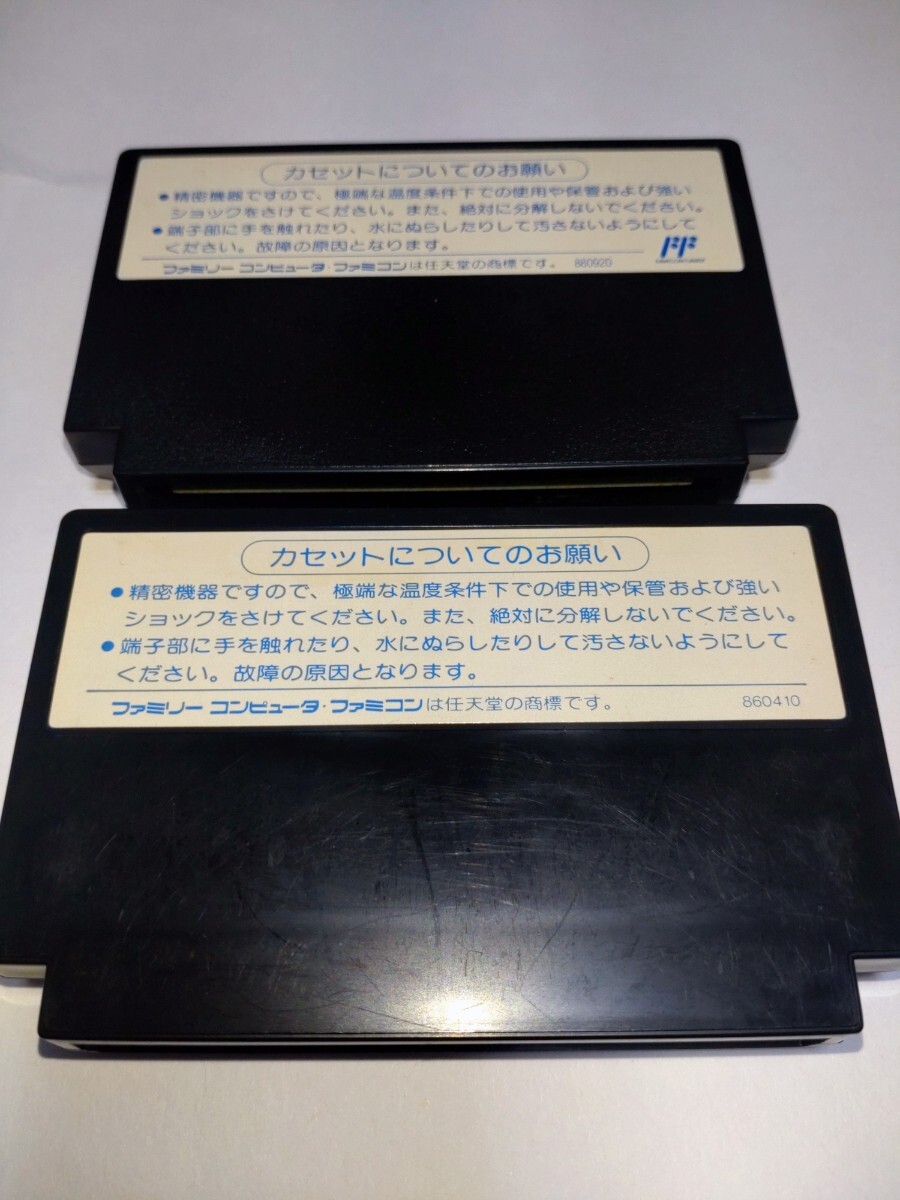 カセットについてのお願い
●精密機器ですので、極端な温度条件下での使用や保管および強い
ショックをさけてください。また、絶対に分解しないでください。
●端子部に手を触れたり、水にぬらしたりして汚さないようにして
ください。故障の原因となります。
ファミリー コンピュータ・ファミコンは任天堂の商標です。 880920
カセットについてのお願い
●精密機器ですので、極端な温度条件下での使用や保管および強い
ショックをさけてください。また、絶対に分解しないでください。
●端子部に手を触れたり、水にぬらしたりして汚さないようにして
ください。故障の原因となります。
ファミリー コンピュータ・ファミコンは任天堂の商標です。 860410